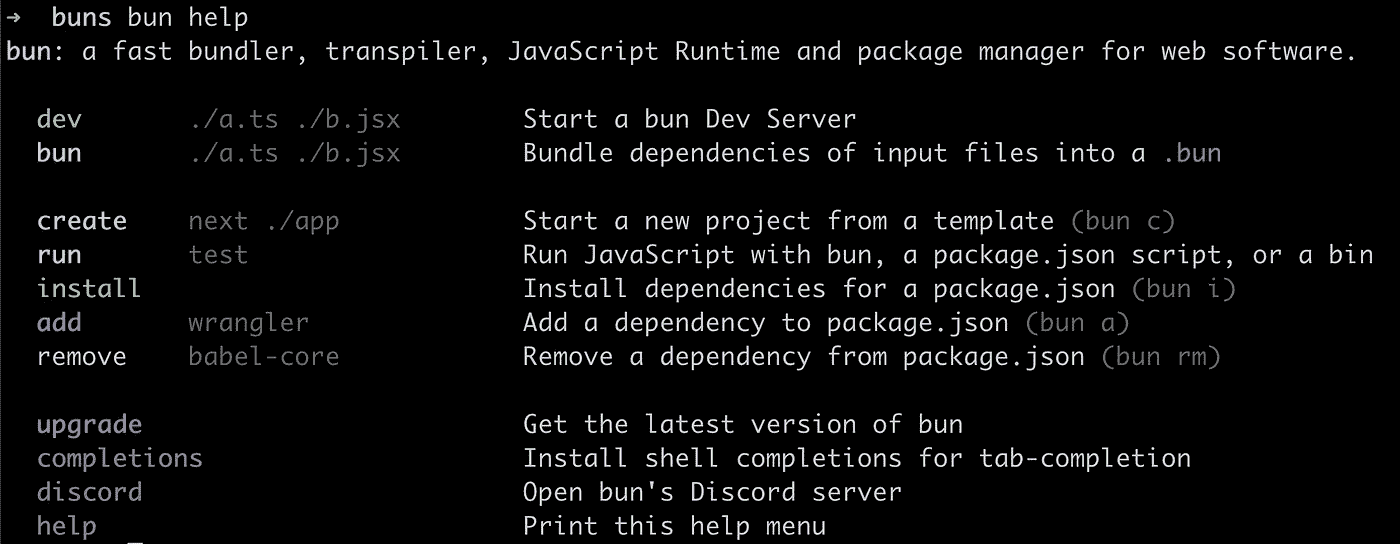 ➜  buns bun help
bun: a fast bundler, transpiler, JavaScript Runtime and package manager for web software.
dev       ./a.ts ./b.jsx        Start a bun Dev Server
bun       ./a.ts ./b.jsx        Bundle dependencies of input files into a .bun
create    next ./app            Start a new project from a template (bun c)
run       test                  Run JavaScript with bun, a package.json script, or a bin
install                         Install dependencies for a package.json (bun i)
add       wrangler              Add a dependency to package.json (bun a)
remove    babel-core            Remove a dependency from package.json (bun rm)
upgrade                         Get the latest version of bun
completions                     Install shell completions for tab-completion
discord                         Open bun's Discord server
help                            Print this help menu